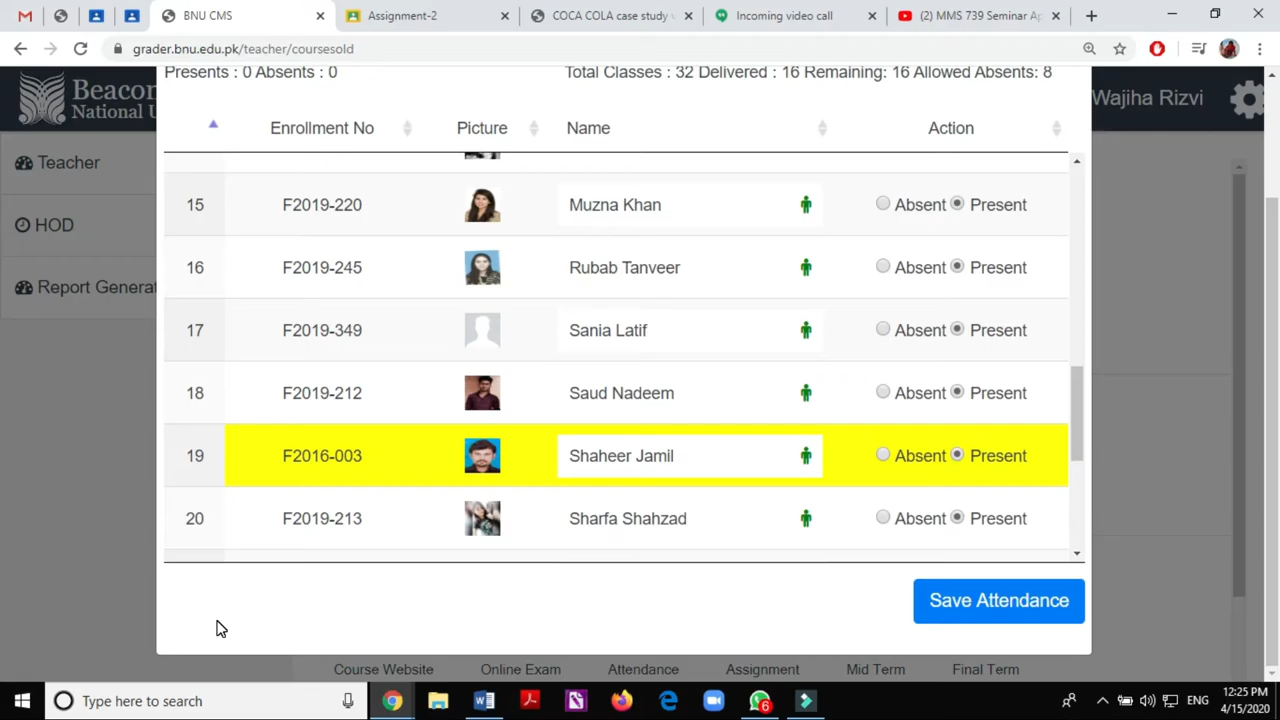 BNU CMS
Assignment-2
COCA COLA case study
Incoming video call
(2) MMS 739 Seminar Ap
grader.bnu.edu.pk/teacher/coursesold
Presents : 0 Absents : 0
Total Classes : 32 Delivered : 16 Remaining: 16 Allowed Absents: 8
Beacon
National U
Wajiha Rizvi
Enrollment No Picture Name Action
Teacher
HOD
Report Generat
15 F2019-220 Muzna Khan Absent Present
16 F2019-245 Rubab Tanveer Absent Present
17 F2019-349 Sania Latif Absent Present
18 F2019-212 Saud Nadeem Absent Present
19 F2016-003 Shaheer Jamil Absent Present
20 F2019-213 Sharfa Shahzad Absent Present
Save Attendance
Course Website Online Exam Attendance Assignment Mid Term Final Term
Type here to search
6
ENG
12:25 PM
4/15/2020